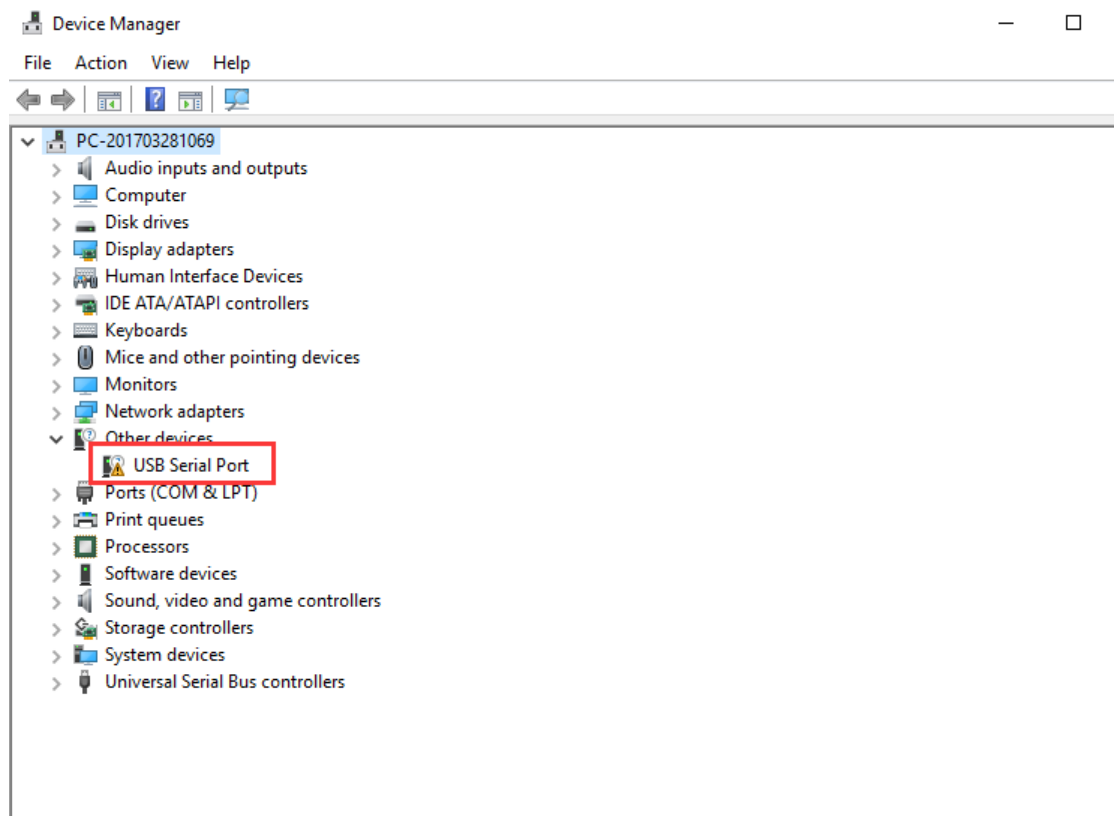 Device Manager
File Action View Help
PC-201703281069
Audio inputs and outputs
Computer
Disk drives
Display adapters
Human Interface Devices
IDE ATA/ATAPI controllers
Keyboards
Mice and other pointing devices
Monitors
Network adapters
Other devices
USB Serial Port
Ports (COM & LPT)
Print queues
Processors
Software devices
Sound, video and game controllers
Storage controllers
System devices
Universal Serial Bus controllers